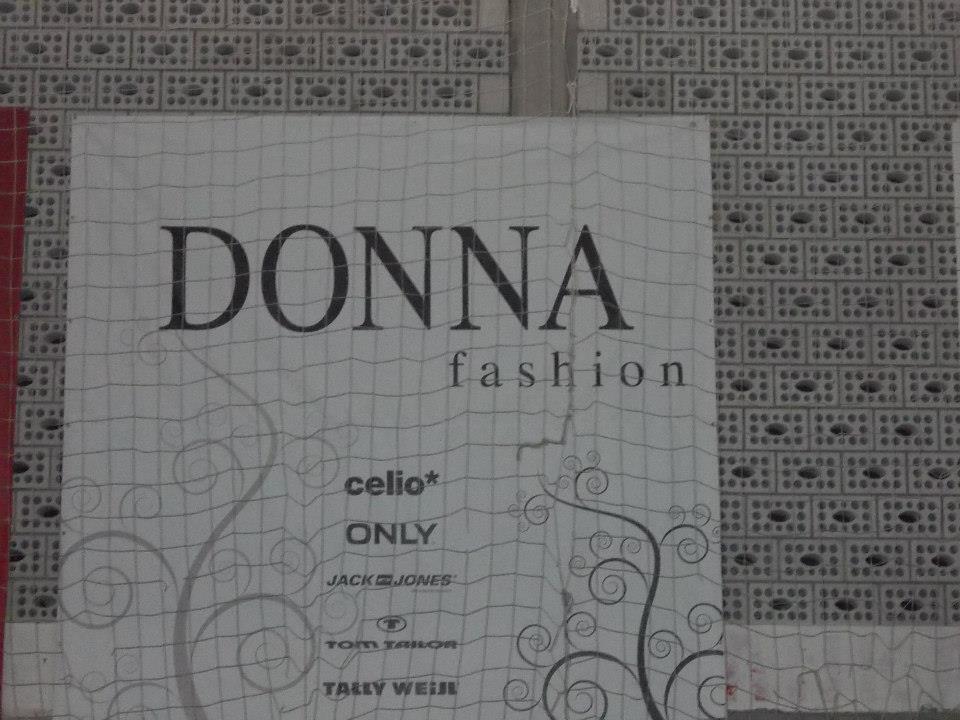 DONNA
fashion
celio*
ONLY
JACK JONES
TOM TAILOR
TALLY WEiJL